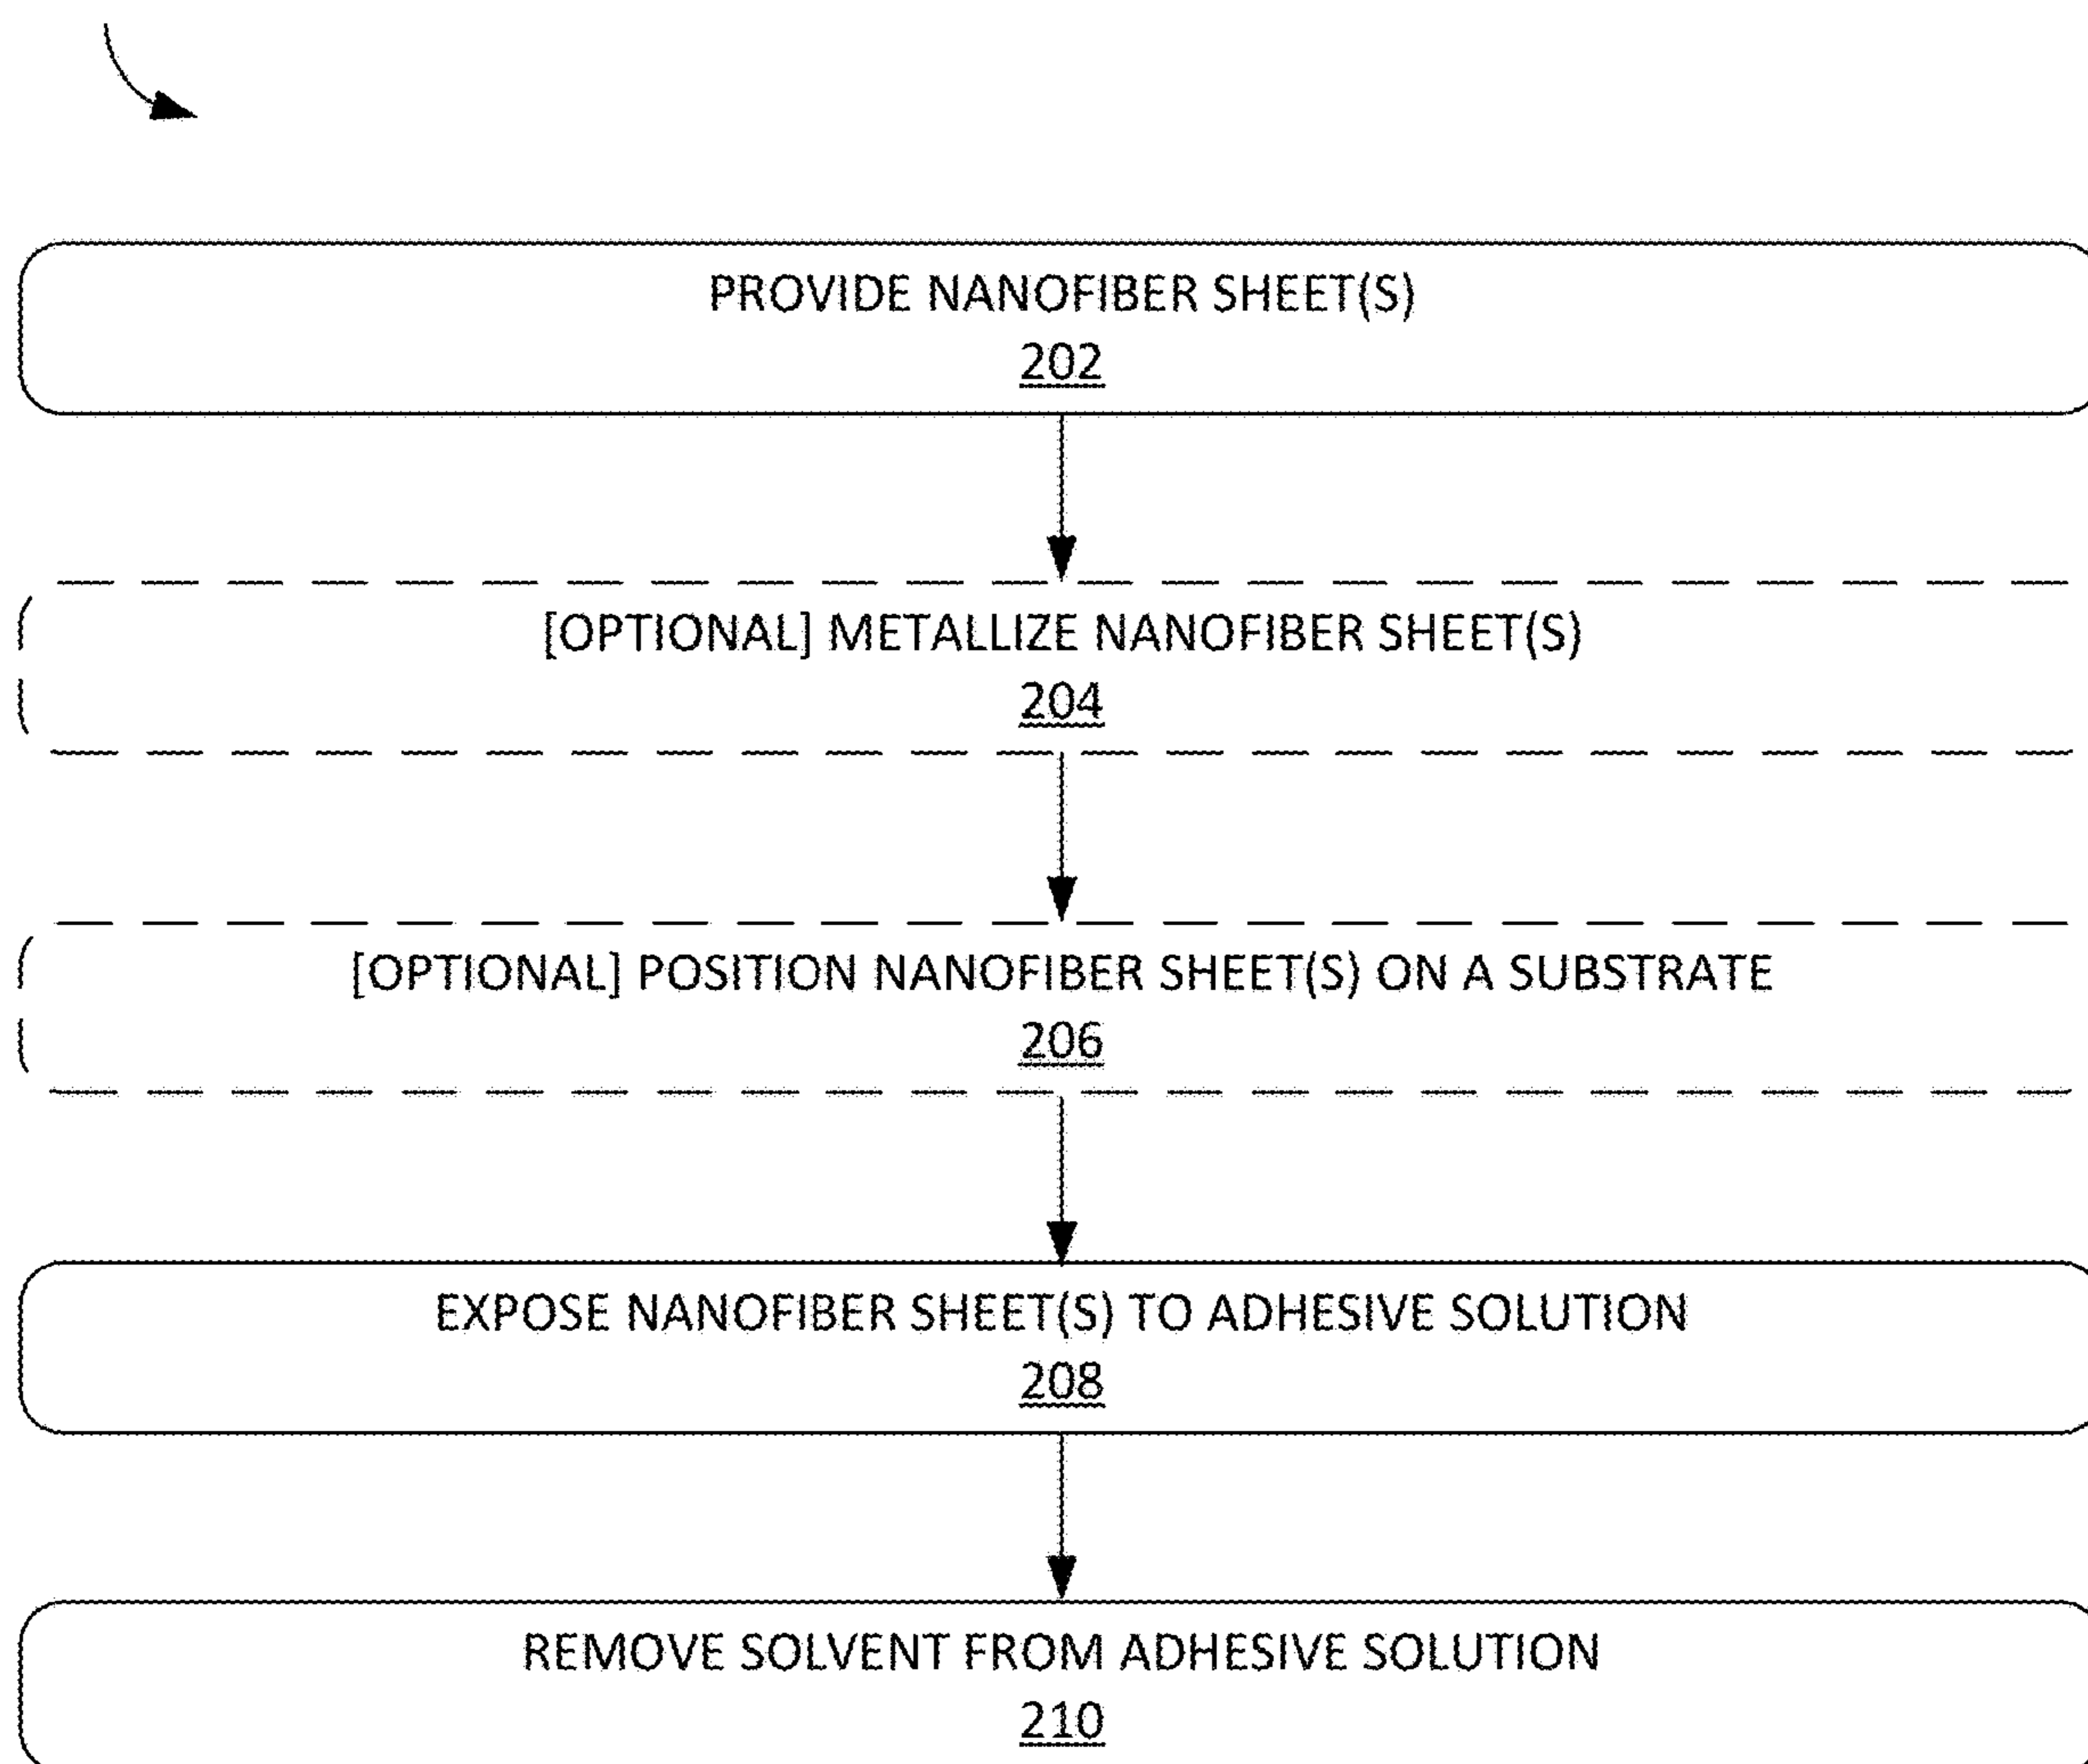 PROVIDE NANOFIBER SHEET(S)
202
[OPTIONAL] METALLIZE NANOFIBER SHEET(S)
204
[OPTIONAL] POSITION NANOFIBER SHEET(S) ON A SUBSTRATE
206
EXPOSE NANOFIBER SHEET(S) TO ADHESIVE SOLUTION
208
REMOVE SOLVENT FROM ADHESIVE SOLUTION
210